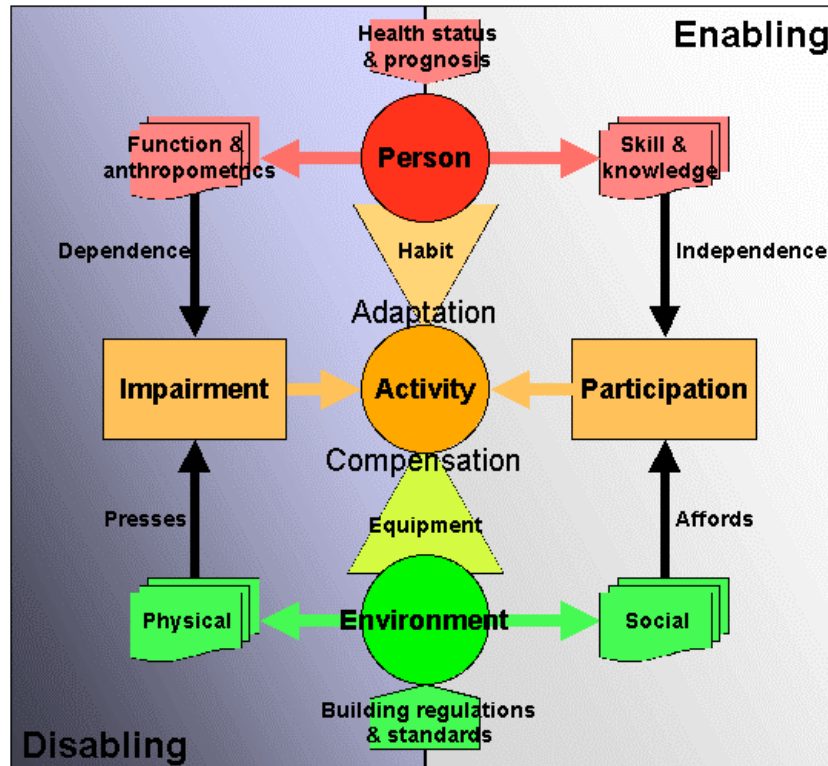 Health status
& prognosis
Enabling
Function &
anthropometrics
Person
Skill &
knowledge
Dependence
Habit
Independence
Adaptation
Impairment
Activity
Participation
Compensation
Presses
Equipment
Affords
Physical
Environment
Social
Building regulations
& standards
Disabling